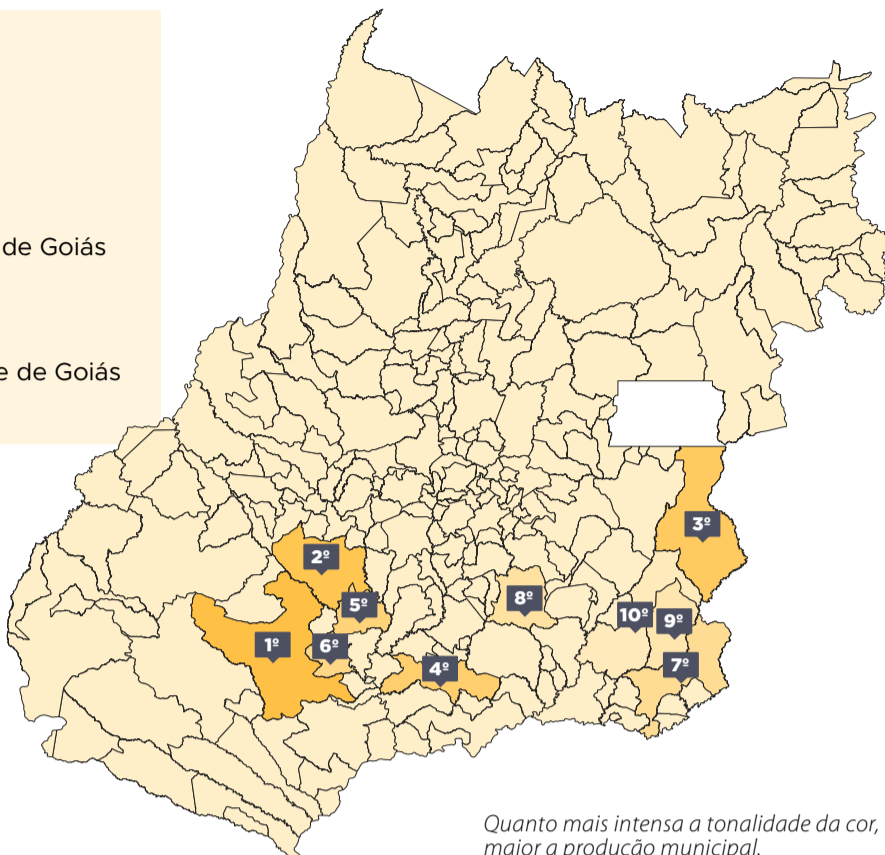 de Goiás
e de Goiás
3º
2º
8º
5º
10º
9º
1º
6º
7º
4º
Quanto mais intensa a tonalidade da cor,
maior a produção municipal.